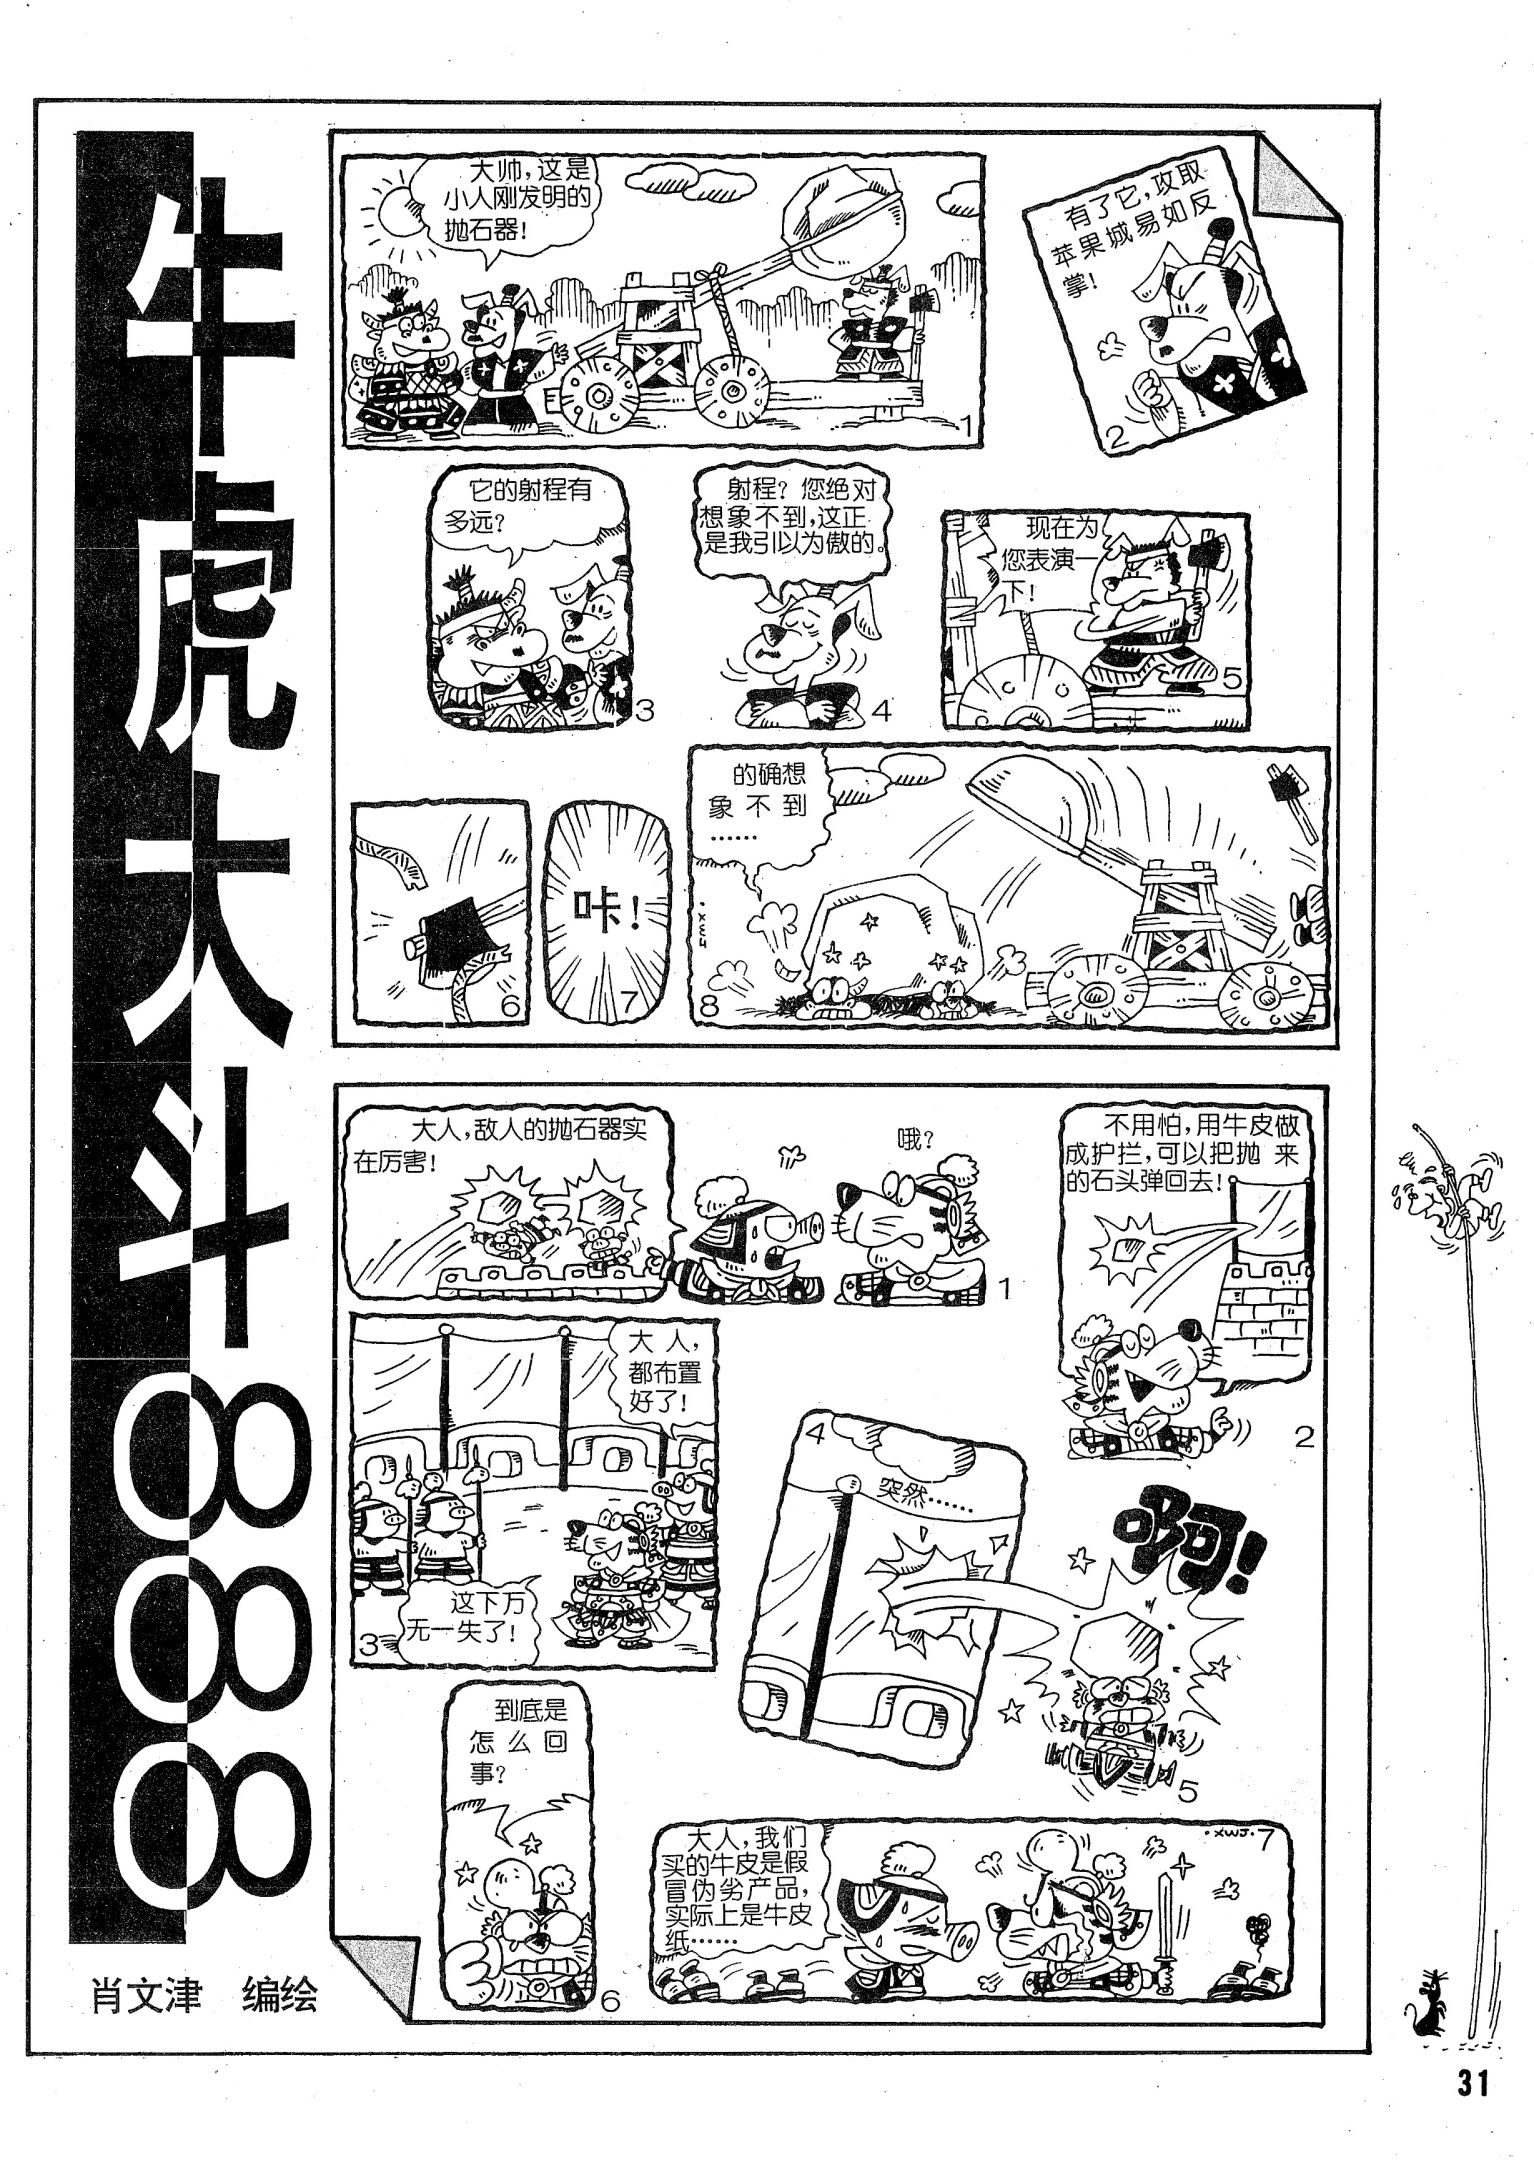 牛虎大斗888
肖文津 编绘
大帅，这是
小人刚发明的
抛石器！
1
有了它，攻取
苹果城易如反
掌！
2
它的射程有
多远？
3
射程？您绝对
想象不到，这正
是我引以为傲的。
4
现在为
您表演一
下！
5
6
咔！
7
的确想
象不到
……
·XWJ
8
大人，敌人的抛石器实
在厉害！
哦？
1
不用怕，用牛皮做
成护拦，可以把抛来
的石头弹回去！
2
大人，
都布置
好了！
这下万
无一失了！
3
4
突然……
啊！
5
到底是
怎么回
事？
6
大人，我们
买的牛皮是假
冒伪劣产品，
实际上是牛皮
纸……
·XWJ·7
31